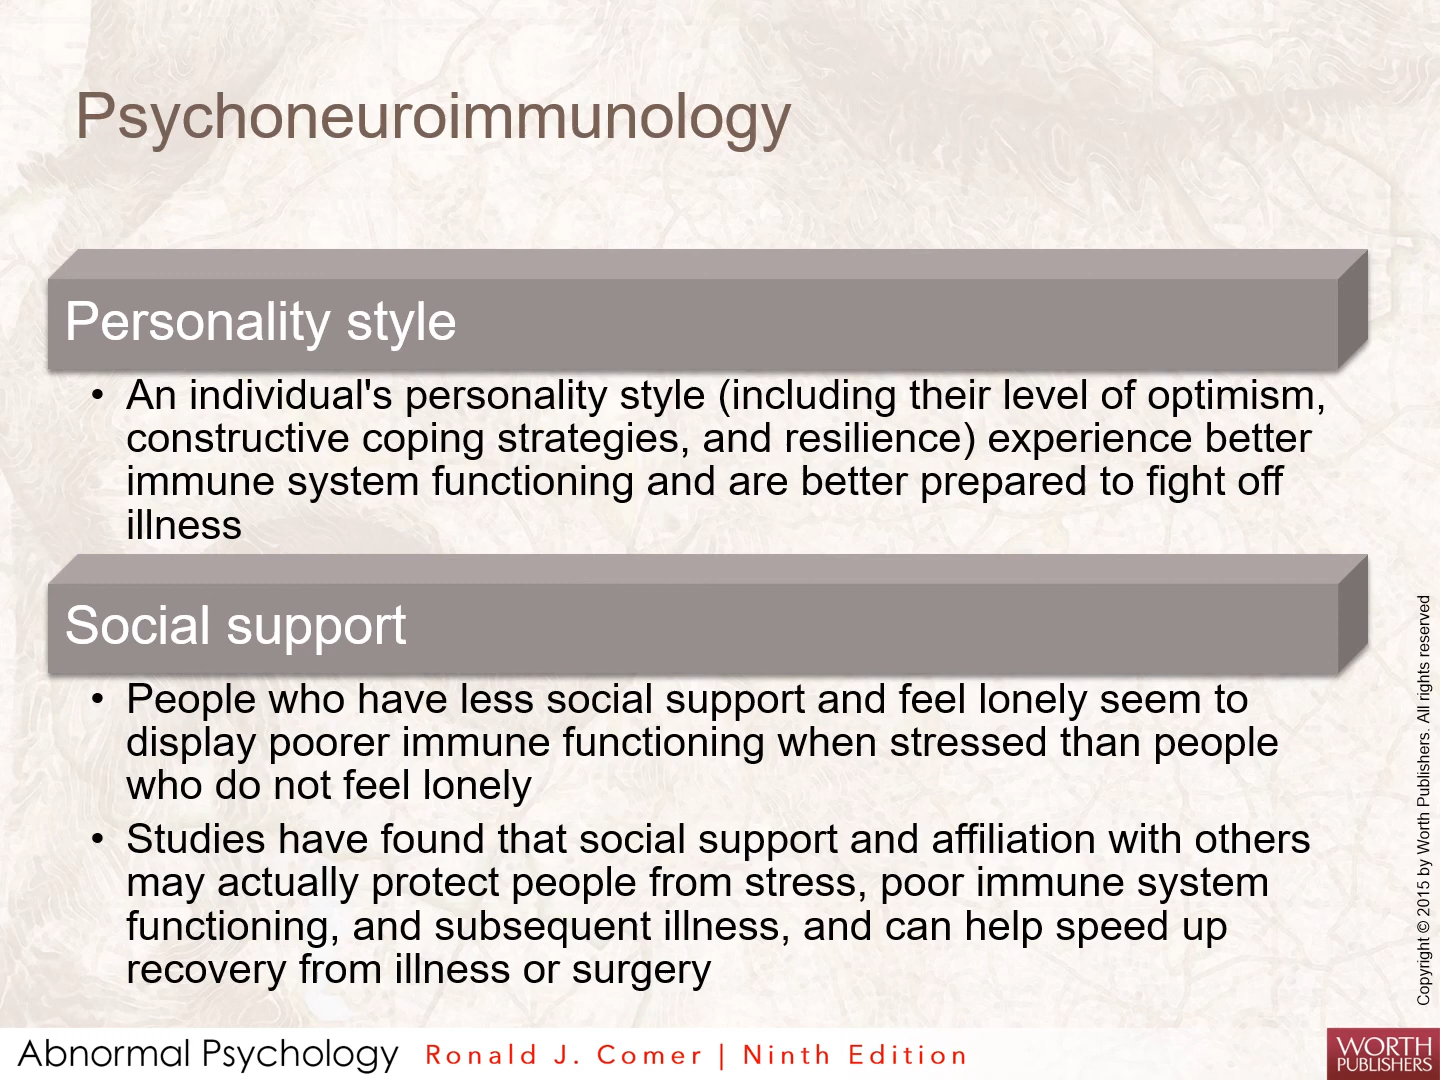 Psychoneuroimmunology
Personality style
• An individual's personality style (including their level of optimism,
constructive coping strategies, and resilience) experience better
immune system functioning and are better prepared to fight off
illness
Social support
• People who have less social support and feel lonely seem to
display poorer immune functioning when stressed than people
who do not feel lonely
• Studies have found that social support and affiliation with others
may actually protect people from stress, poor immune system
functioning, and subsequent illness, and can help speed up
recovery from illness or surgery
Copyright © 2015 by Worth Publishers. All rights reserved
Abnormal Psychology Ronald J. Comer | Ninth Edition
WORTH
PUBLISHERS